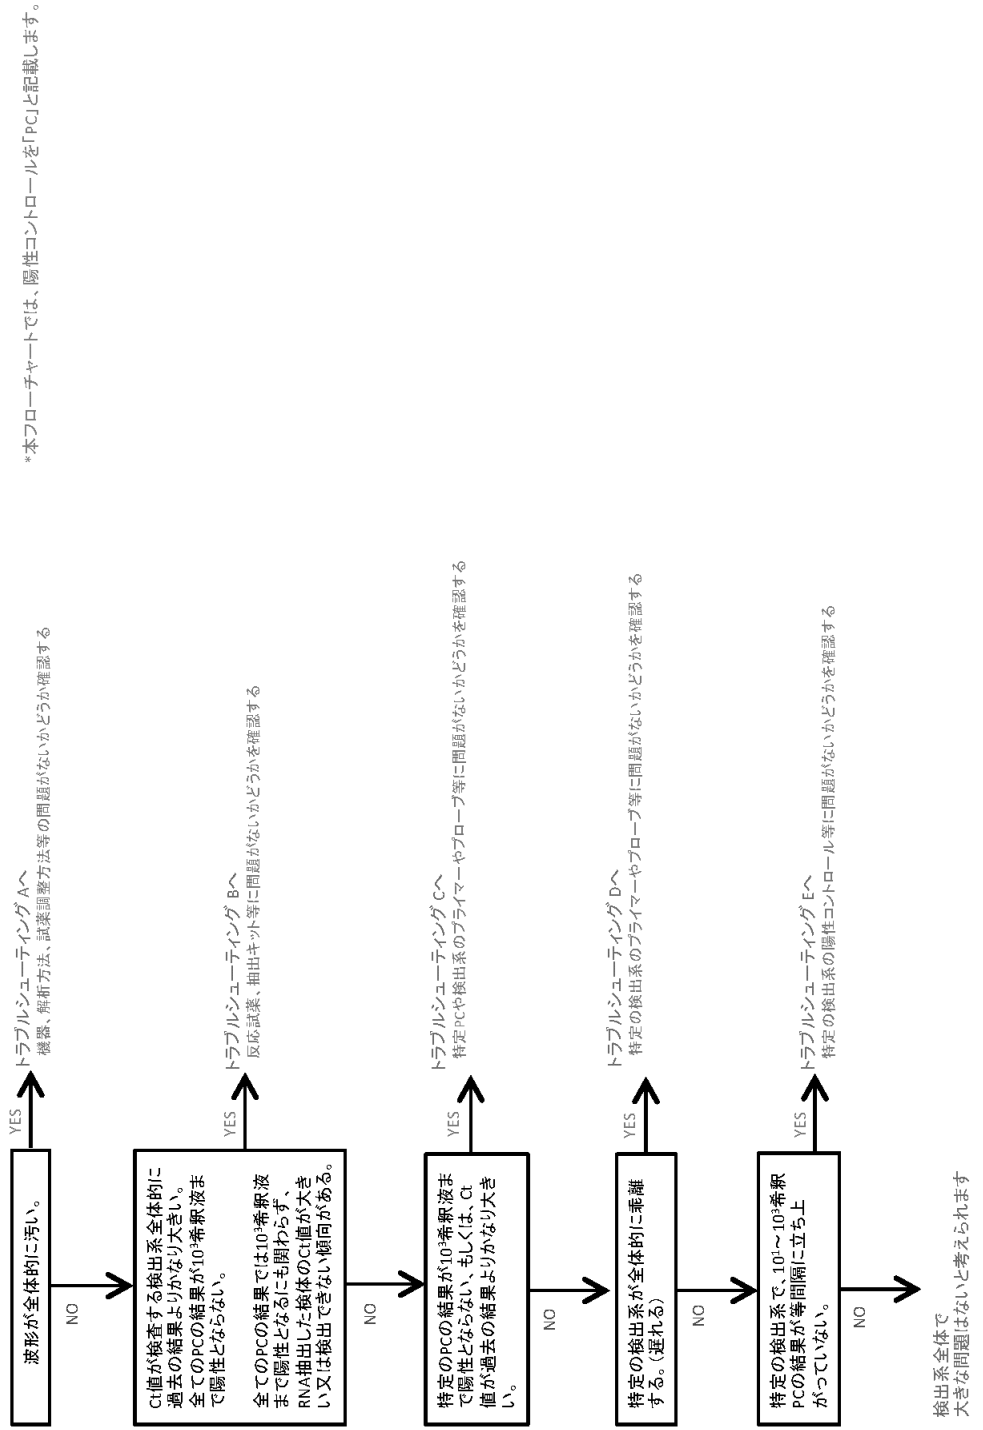 *本フローチャートでは、陽性コントロールを「PC」と記載します。
波形が全体的に汚い。
YES
トラブルシューティング Aへ
機器、解析方法、試薬調整方法等の問題がないかどうか確認する
NO
Ct値が検査する検出系全体的に
過去の結果よりかなり大きい。
全てのPCの結果が10³希釈液ま
で陽性とならない。
全てのPCの結果では10³希釈液
まで陽性となるにも関わらず、
RNA抽出した検体のCt値が大き
い又は検出できない傾向がある。
YES
トラブルシューティング Bへ
反応試薬、抽出キット等に問題がないかどうかを確認する
NO
特定のPCの結果が10³希釈液ま
で陽性とならない、もしくは、Ct
値が過去の結果よりかなり大き
い。
YES
トラブルシューティング Cへ
特定PCや検出系のプライマーやプローブ等に問題がないかどうかを確認する
NO
特定の検出系が全体的に乖離
する。（遅れる）
YES
トラブルシューティング Dへ
特定の検出系のプライマーやプローブ等に問題がないかどうかを確認する
NO
特定の検出系で、10¹～10³希釈
PCの結果が等間隔に立ち上
がっていない。
YES
トラブルシューティング Eへ
特定の検出系の陽性コントロール等に問題がないかどうかを確認する
NO
検出系全体で
大きな問題はないと考えられます